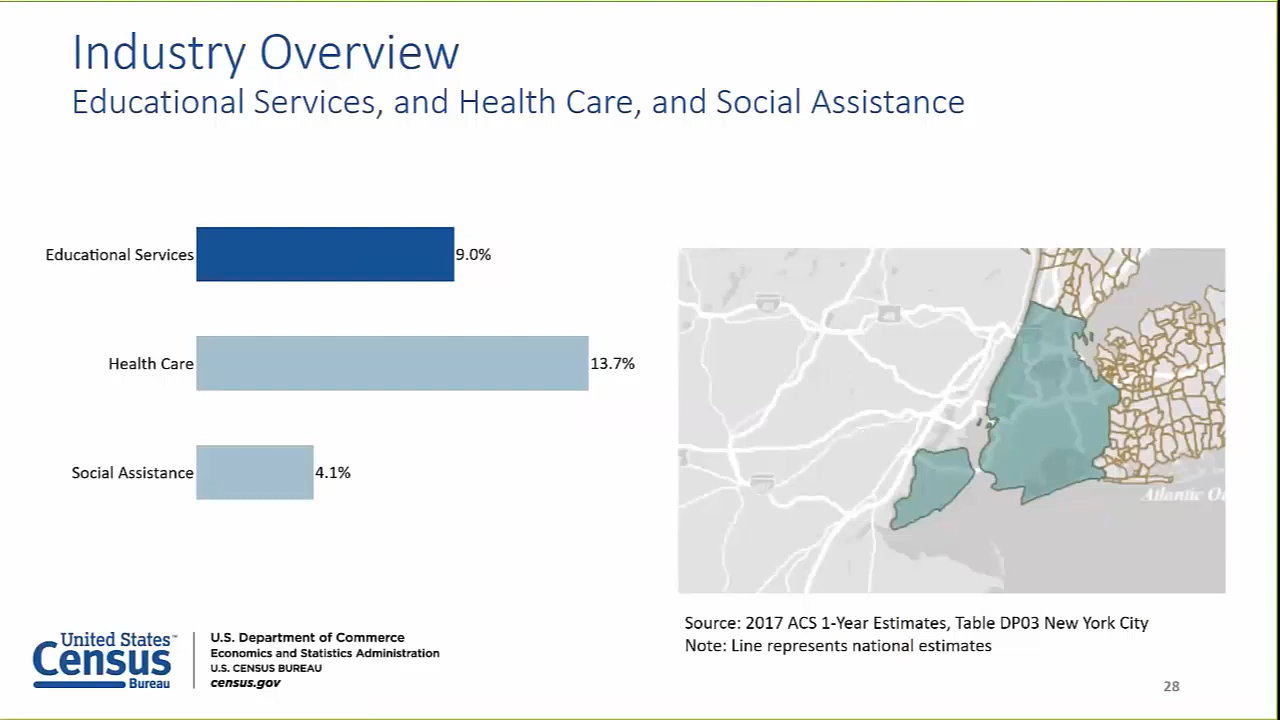 Industry Overview
Educational Services, and Health Care, and Social Assistance
Educational Services
9.0%
Health Care
13.7%
Social Assistance
4.1%
Atlantic
Source: 2017 ACS 1-Year Estimates, Table DP03 New York City
Note: Line represents national estimates
United States™
Census
Bureau
U.S. Department of Commerce
Economics and Statistics Administration
U.S. CENSUS BUREAU
census.gov
28